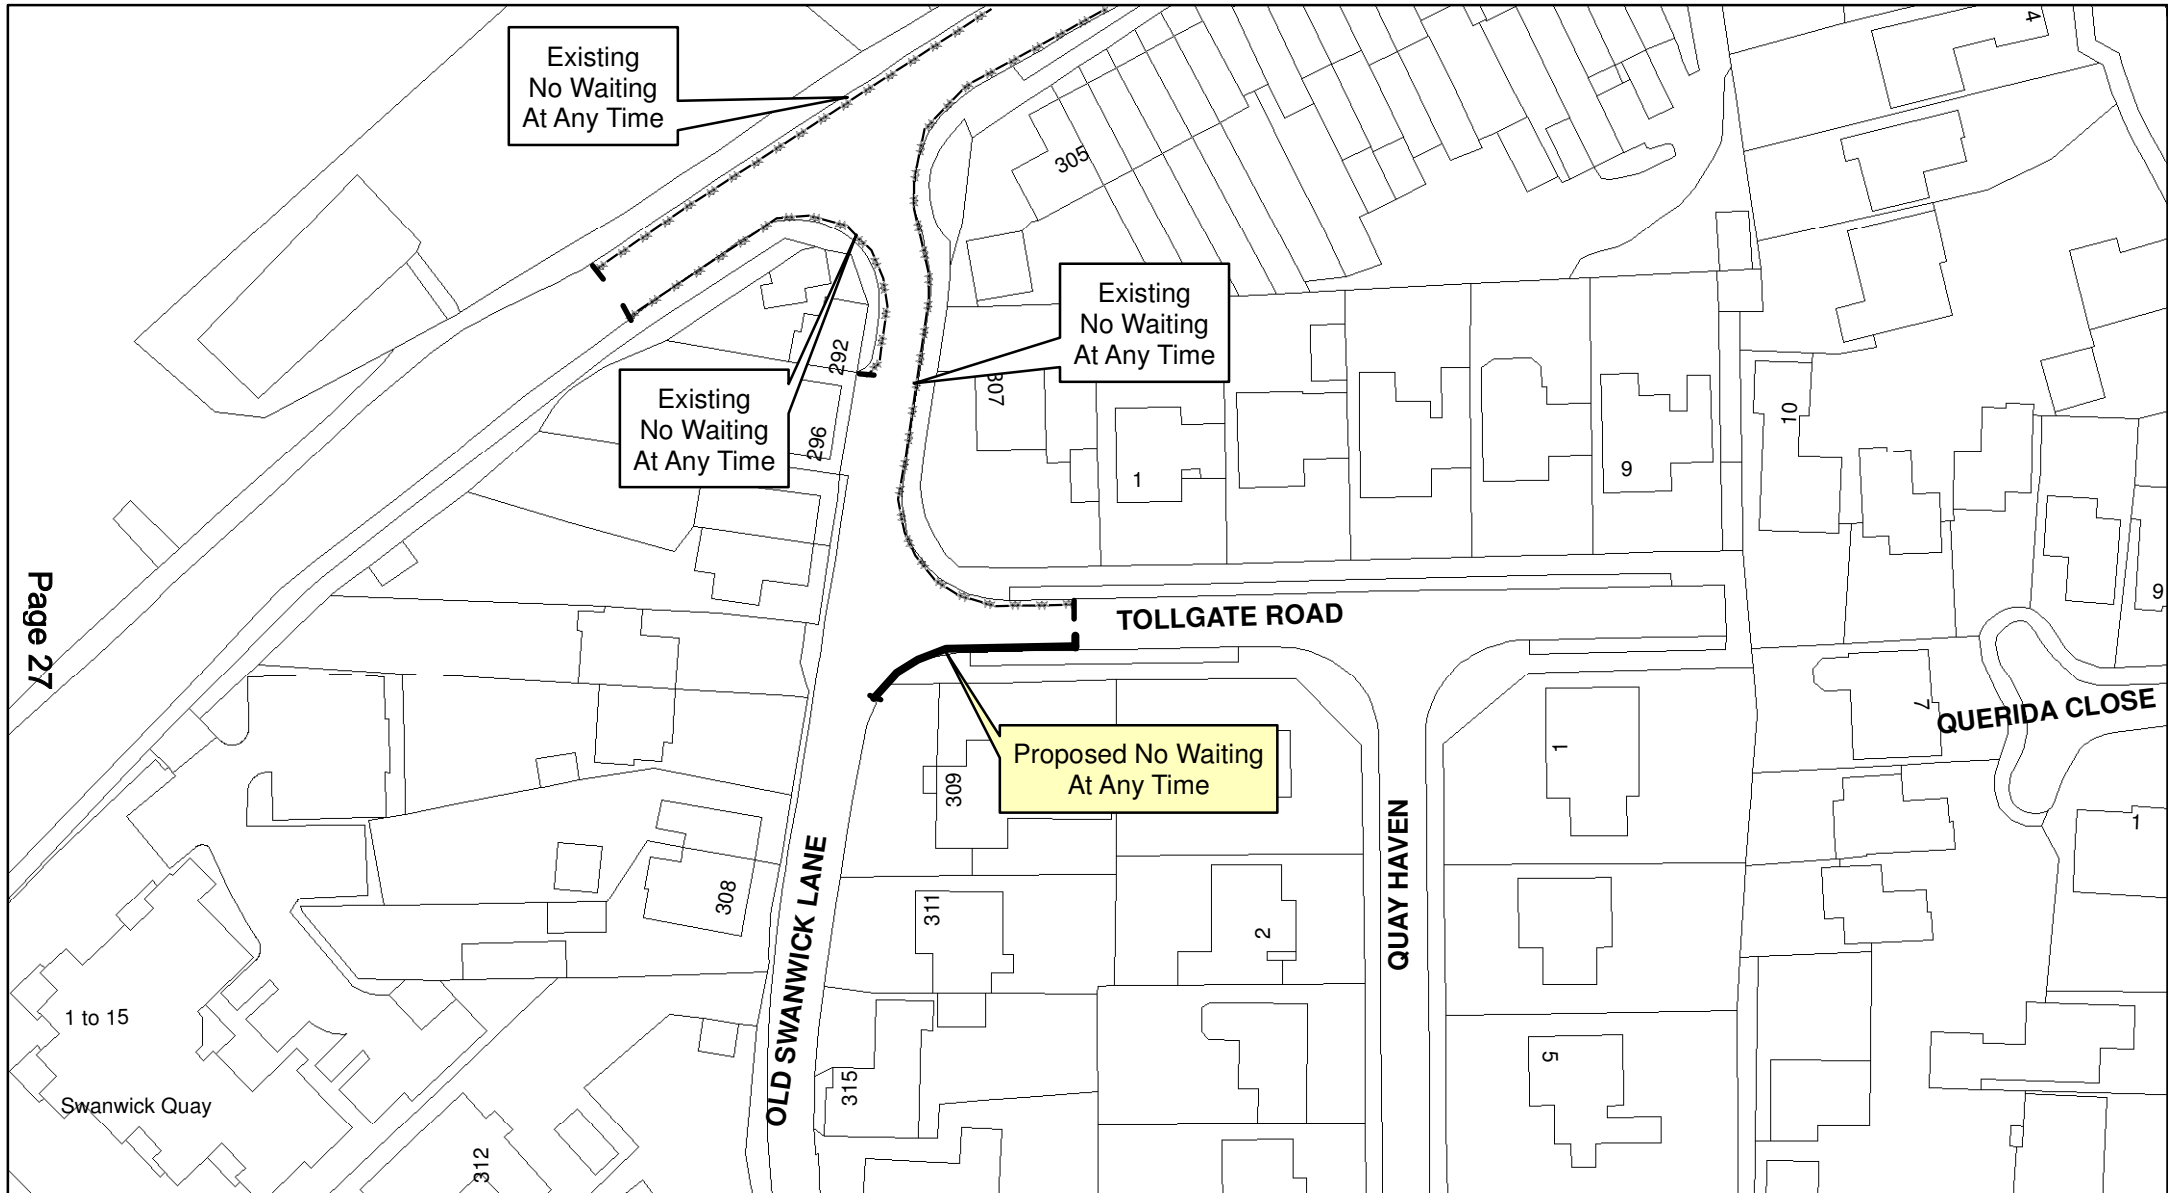 4
Existing
No Waiting
At Any Time
305
Existing
No Waiting
At Any Time
292
307
Existing
No Waiting
At Any Time
296
10
1
9
Page 27
9
TOLLGATE ROAD
7
QUERIDA CLOSE
Proposed No Waiting
At Any Time
1
309
1
QUAY HAVEN
308
311
2
OLD SWANWICK LANE
1 to 15
5
315
Swanwick Quay
312